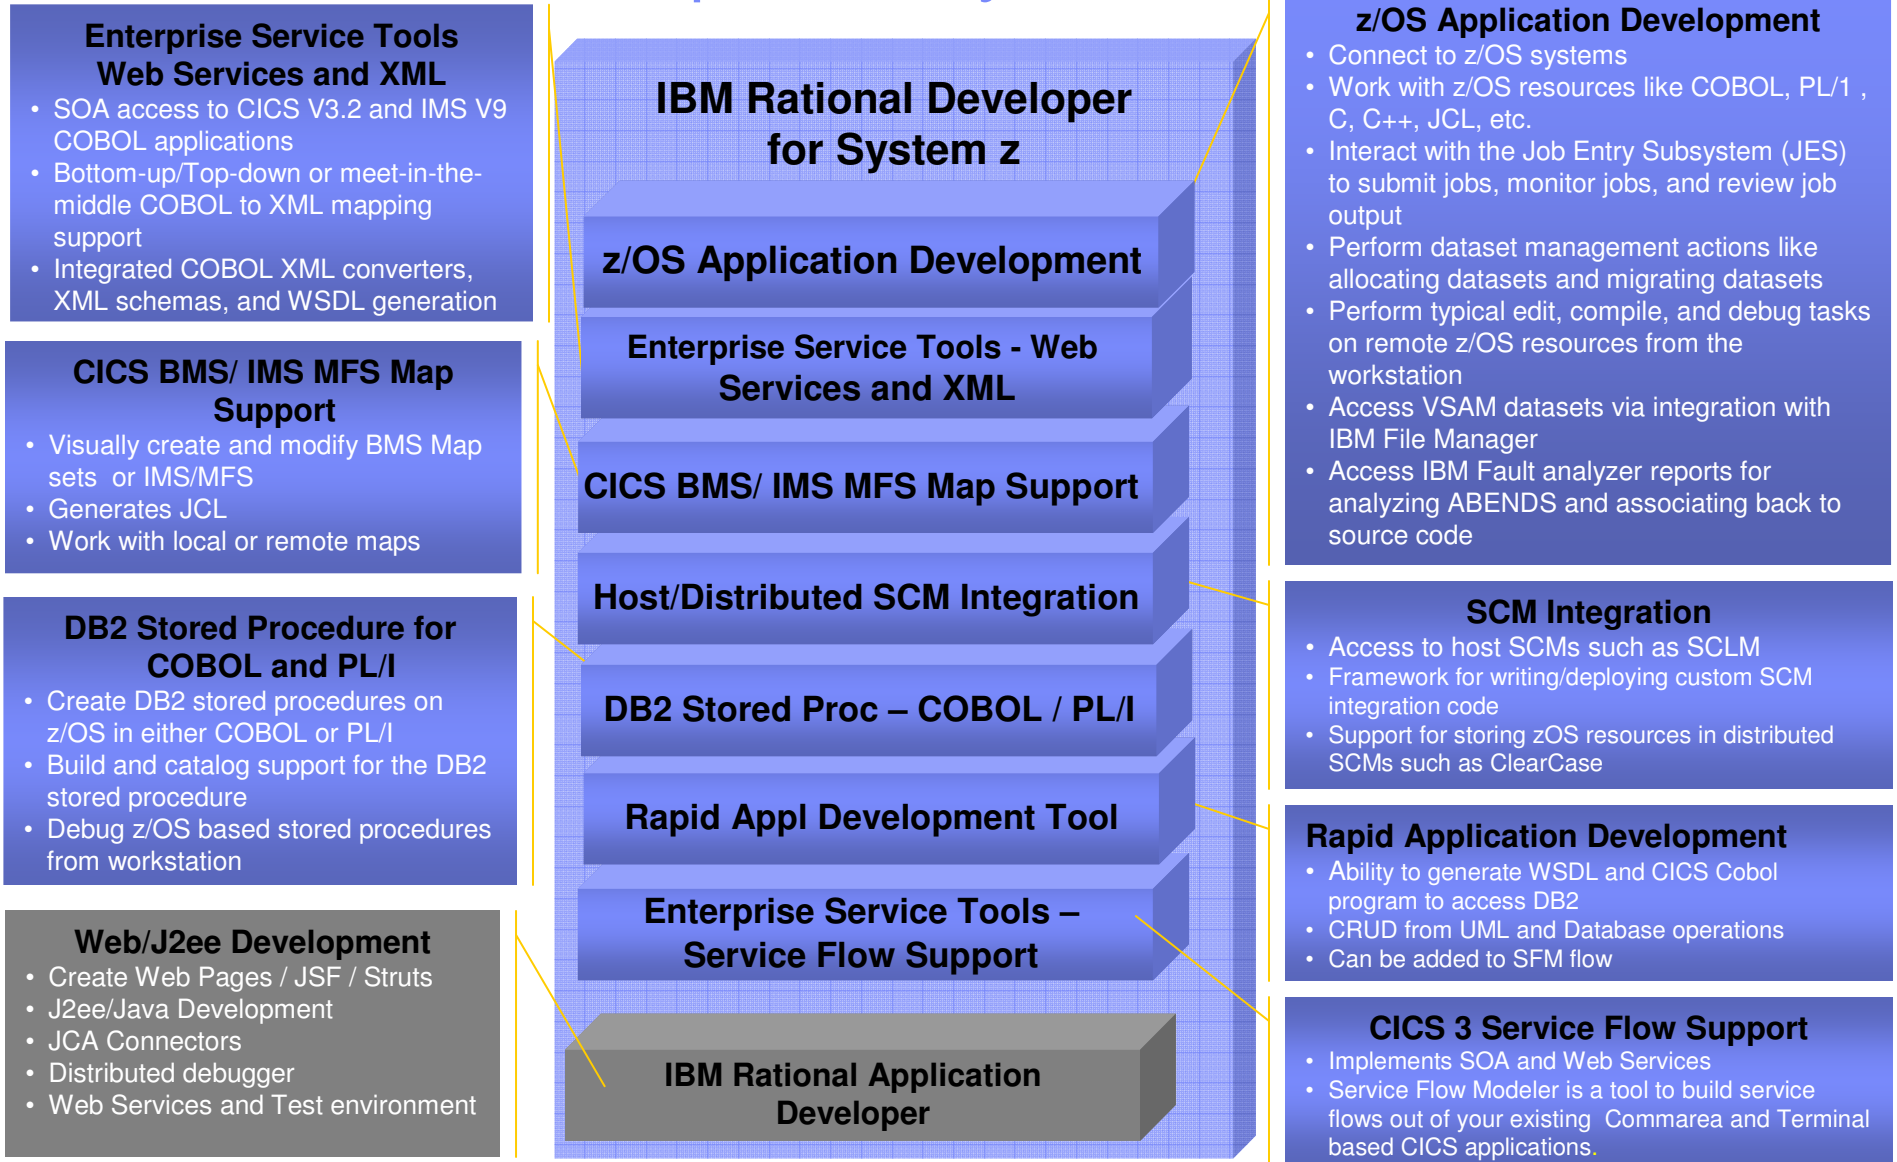 Enterprise Service Tools
Web Services and XML
• SOA access to CICS V3.2 and IMS V9
COBOL applications
• Bottom-up/Top-down or meet-in-the-
middle COBOL to XML mapping
support
• Integrated COBOL XML converters,
XML schemas, and WSDL generation
CICS BMS/ IMS MFS Map
Support
• Visually create and modify BMS Map
sets or IMS/MFS
• Generates JCL
• Work with local or remote maps
DB2 Stored Procedure for
COBOL and PL/I
• Create DB2 stored procedures on
z/OS in either COBOL or PL/I
• Build and catalog support for the DB2
stored procedure
• Debug z/OS based stored procedures
from workstation
Web/J2ee Development
• Create Web Pages / JSF / Struts
• J2ee/Java Development
• JCA Connectors
• Distributed debugger
• Web Services and Test environment
IBM Rational Developer
for System z
z/OS Application Development
Enterprise Service Tools - Web
Services and XML
CICS BMS/ IMS MFS Map Support
Host/Distributed SCM Integration
DB2 Stored Proc – COBOL / PL/I
Rapid Appl Development Tool
Enterprise Service Tools –
Service Flow Support
IBM Rational Application
Developer
z/OS Application Development
• Connect to z/OS systems
• Work with z/OS resources like COBOL, PL/1 ,
C, C++, JCL, etc.
• Interact with the Job Entry Subsystem (JES)
to submit jobs, monitor jobs, and review job
output
• Perform dataset management actions like
allocating datasets and migrating datasets
• Perform typical edit, compile, and debug tasks
on remote z/OS resources from the
workstation
• Access VSAM datasets via integration with
IBM File Manager
• Access IBM Fault analyzer reports for
analyzing ABENDS and associating back to
source code
SCM Integration
• Access to host SCMs such as SCLM
• Framework for writing/deploying custom SCM
integration code
• Support for storing zOS resources in distributed
SCMs such as ClearCase
Rapid Application Development
• Ability to generate WSDL and CICS Cobol
program to access DB2
• CRUD from UML and Database operations
• Can be added to SFM flow
CICS 3 Service Flow Support
• Implements SOA and Web Services
• Service Flow Modeler is a tool to build service
flows out of your existing Commarea and Terminal
based CICS applications.